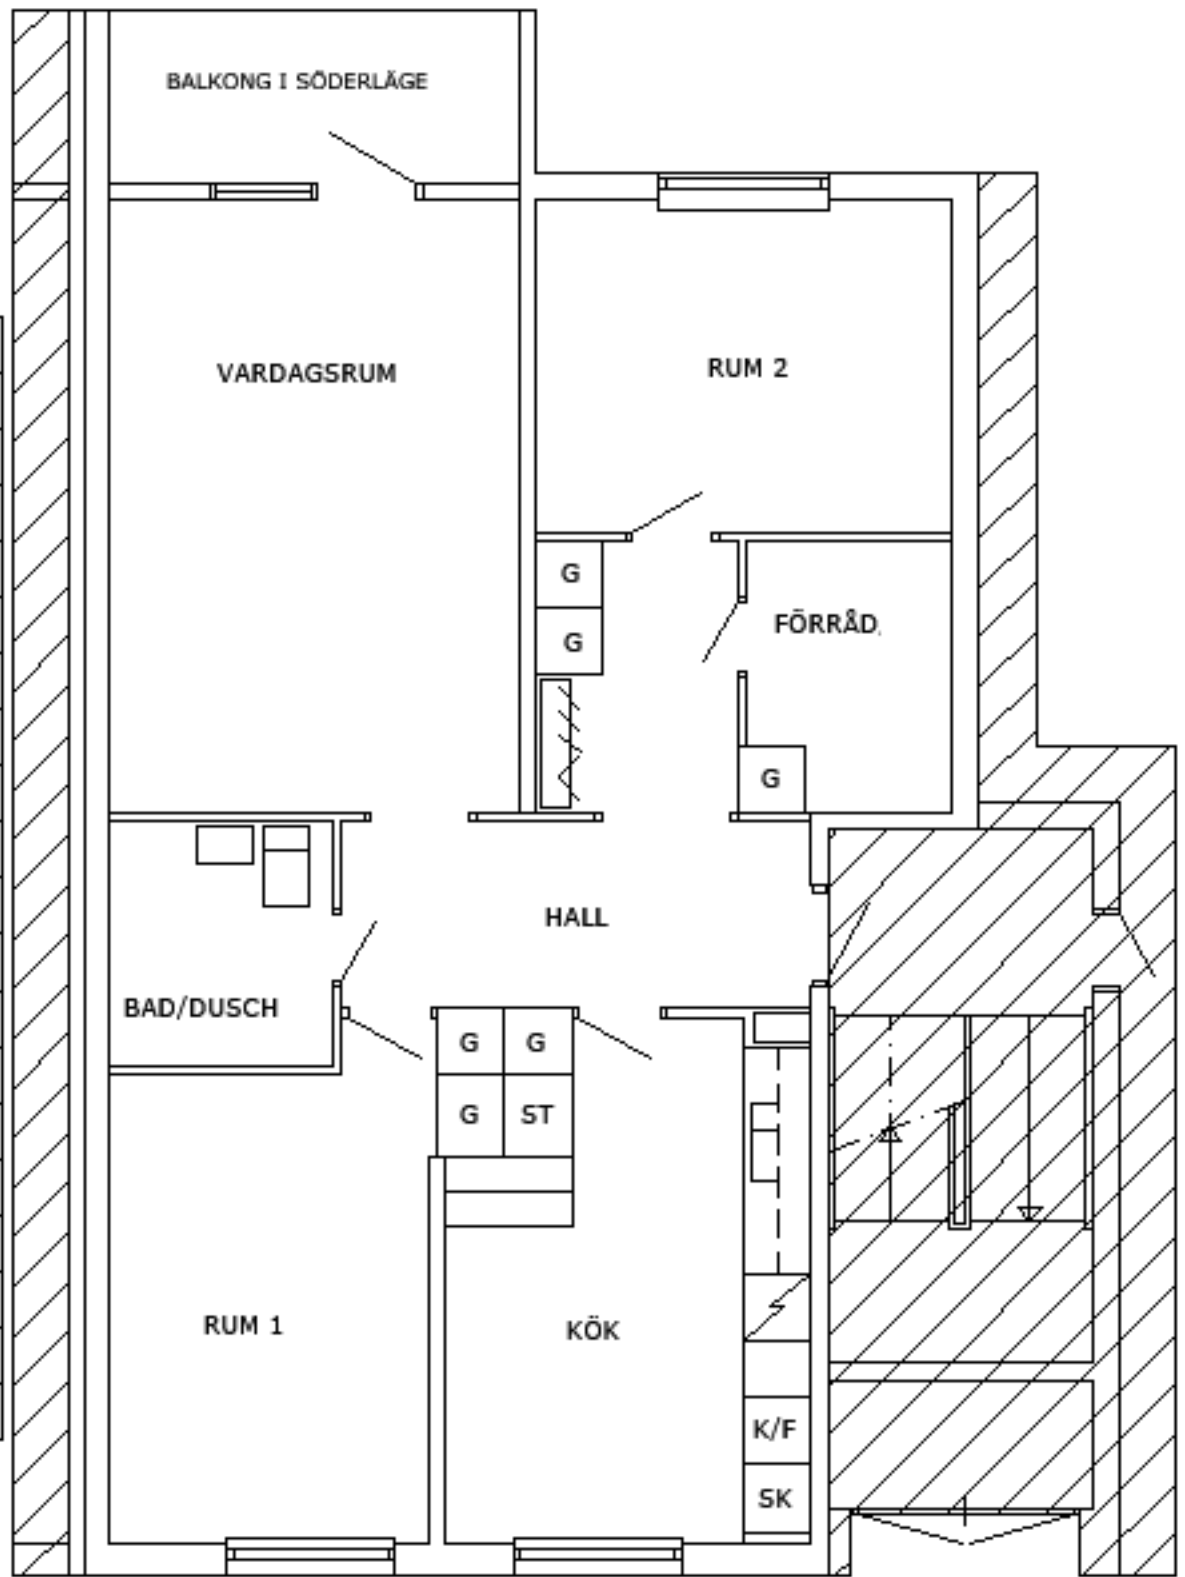 BALKONG I SÖDERLÄGE
VARDAGSRUM
RUM 2
G
G
FÖRRÅD.
G
HALL
BAD/DUSCH
G G
G ST
RUM 1
KÖK
K/F
SK